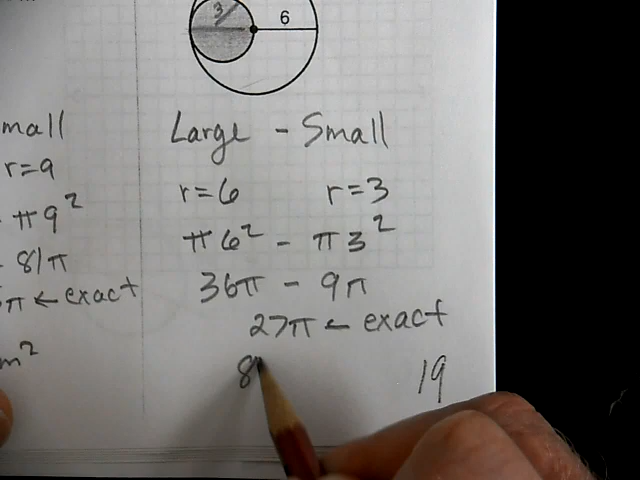 3 6
mall
r=9
π9²
- 81π
π ← exact
m²
Large - Small
r=6 r=3
π6² - π3²
36π - 9π
27π ← exact
8
19